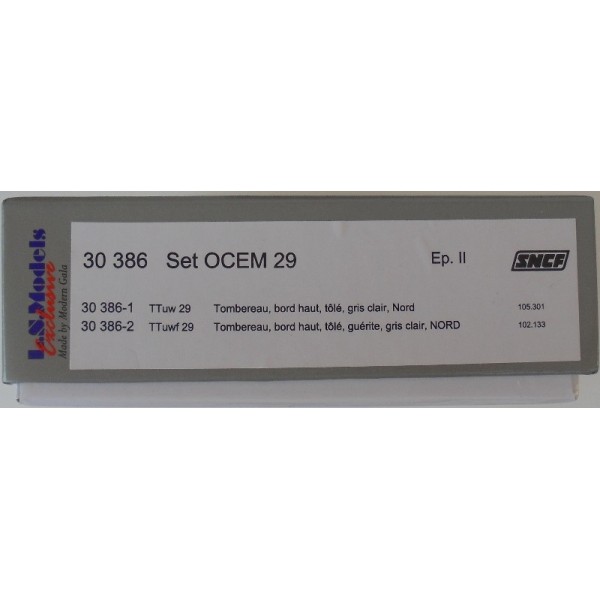 LSModels
exclusive
Made by Modern Gala
30 386 Set OCEM 29 Ep. II SNCF
30 386-1 TTuw 29 Tombereau, bord haut, tôlé, gris clair, Nord 105.301
30 386-2 TTuwf 29 Tombereau, bord haut, tôlé, guérite, gris clair, NORD 102.133